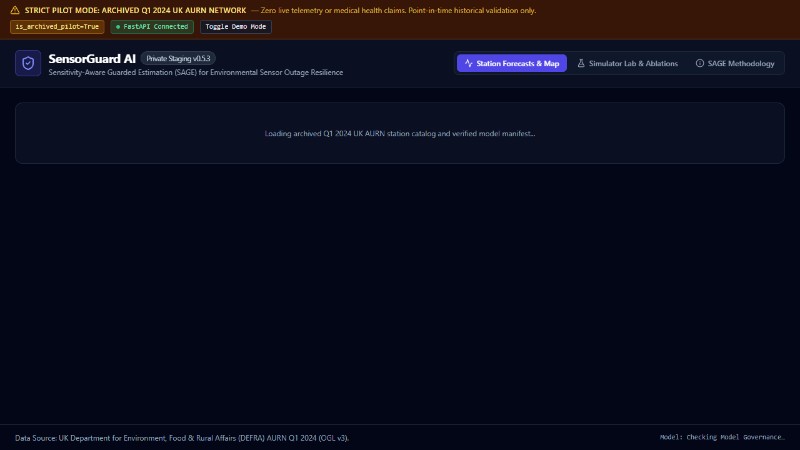 STRICT PILOT MODE: ARCHIVED Q1 2024 UK AURN NETWORK — Zero live telemetry or medical health claims. Point-in-time historical validation only.
is_archived_pilot=True FastAPI Connected Toggle Demo Mode
SensorGuard AI Private Staging v0.5.3
Sensitivity-Aware Guarded Estimation (SAGE) for Environmental Sensor Outage Resilience
Station Forecasts & Map Simulator Lab & Ablations SAGE Methodology
Loading archived Q1 2024 UK AURN station catalog and verified model manifest...
Data Source: UK Department for Environment, Food & Rural Affairs (DEFRA) AURN Q1 2024 (OGL v3). Model: Checking Model Governance…